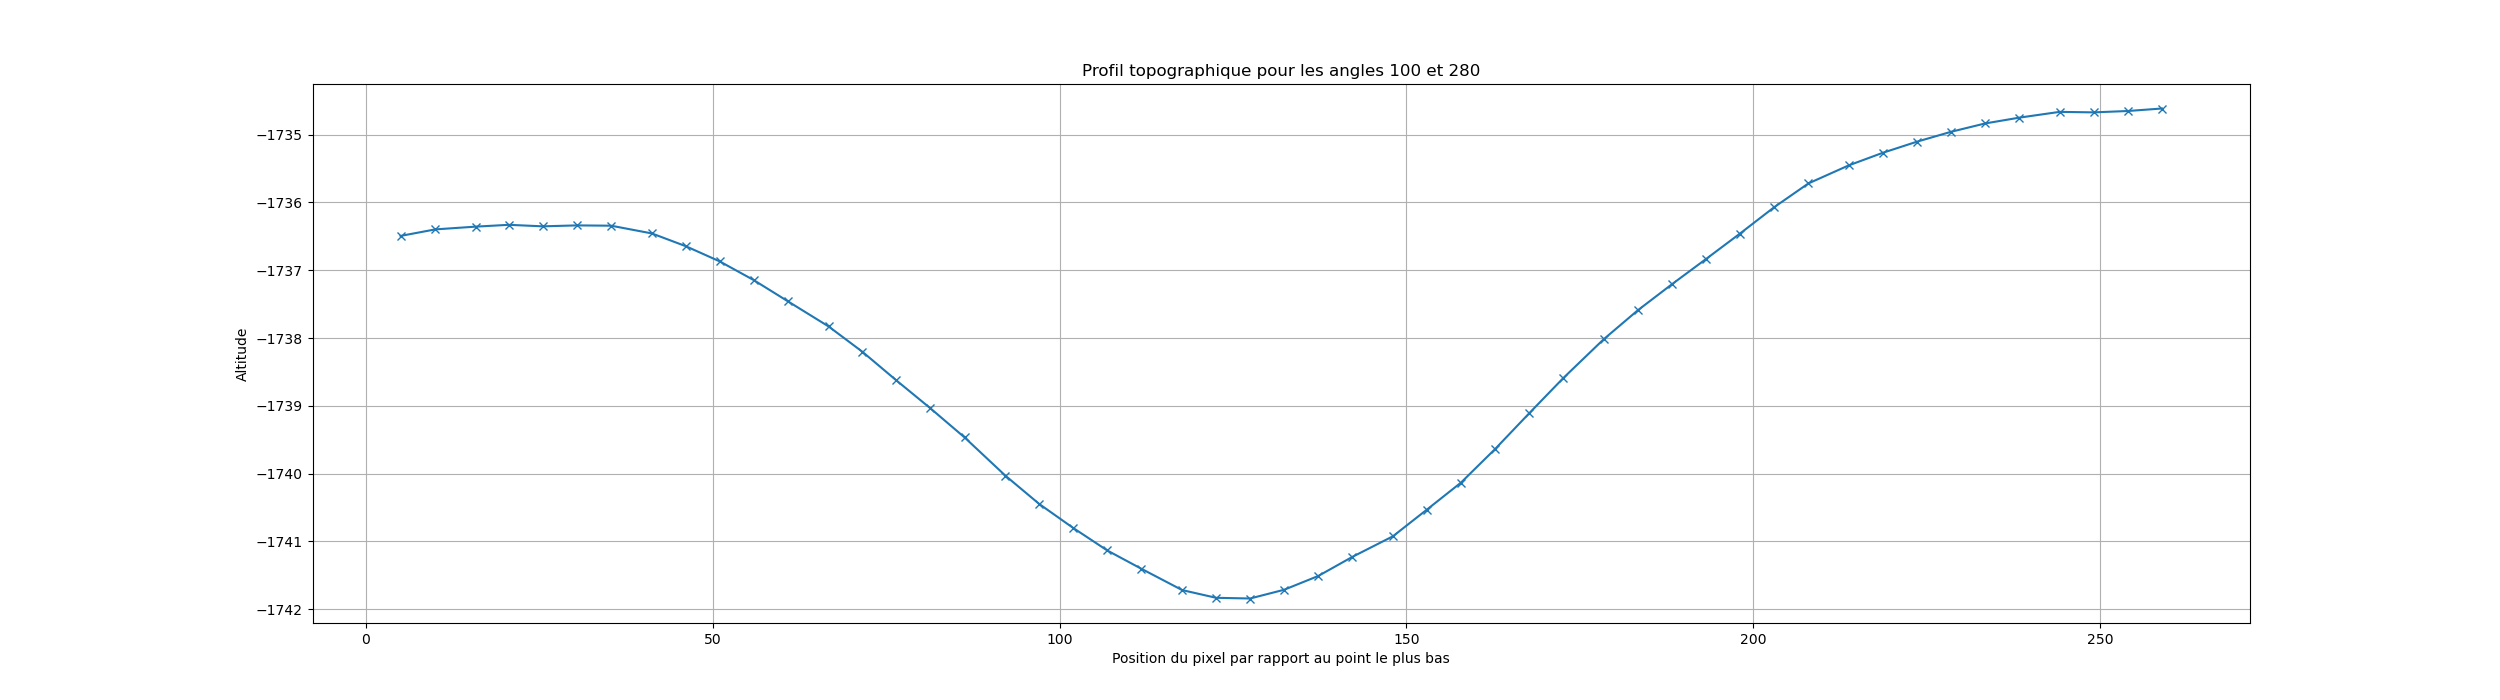 Profil topographique pour les angles 100 et 280
Altitude
−1735
−1736
−1737
−1738
−1739
−1740
−1741
−1742
0 50 100 150 200 250
Position du pixel par rapport au point le plus bas